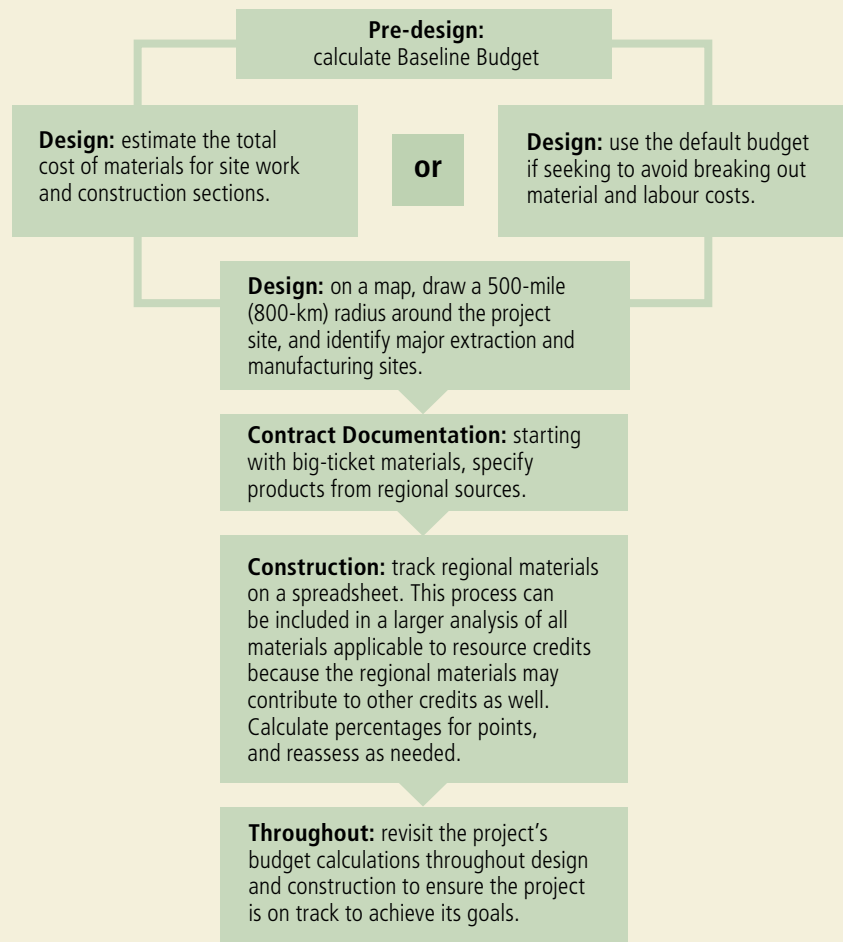 Pre-design:
calculate Baseline Budget
Design: estimate the total
cost of materials for site work
and construction sections.
or
Design: use the default budget
if seeking to avoid breaking out
material and labour costs.
Design: on a map, draw a 500-mile
(800-km) radius around the project
site, and identify major extraction and
manufacturing sites.
Contract Documentation: starting
with big-ticket materials, specify
products from regional sources.
Construction: track regional materials
on a spreadsheet. This process can
be included in a larger analysis of all
materials applicable to resource credits
because the regional materials may
contribute to other credits as well.
Calculate percentages for points,
and reassess as needed.
Throughout: revisit the project’s
budget calculations throughout design
and construction to ensure the project
is on track to achieve its goals.